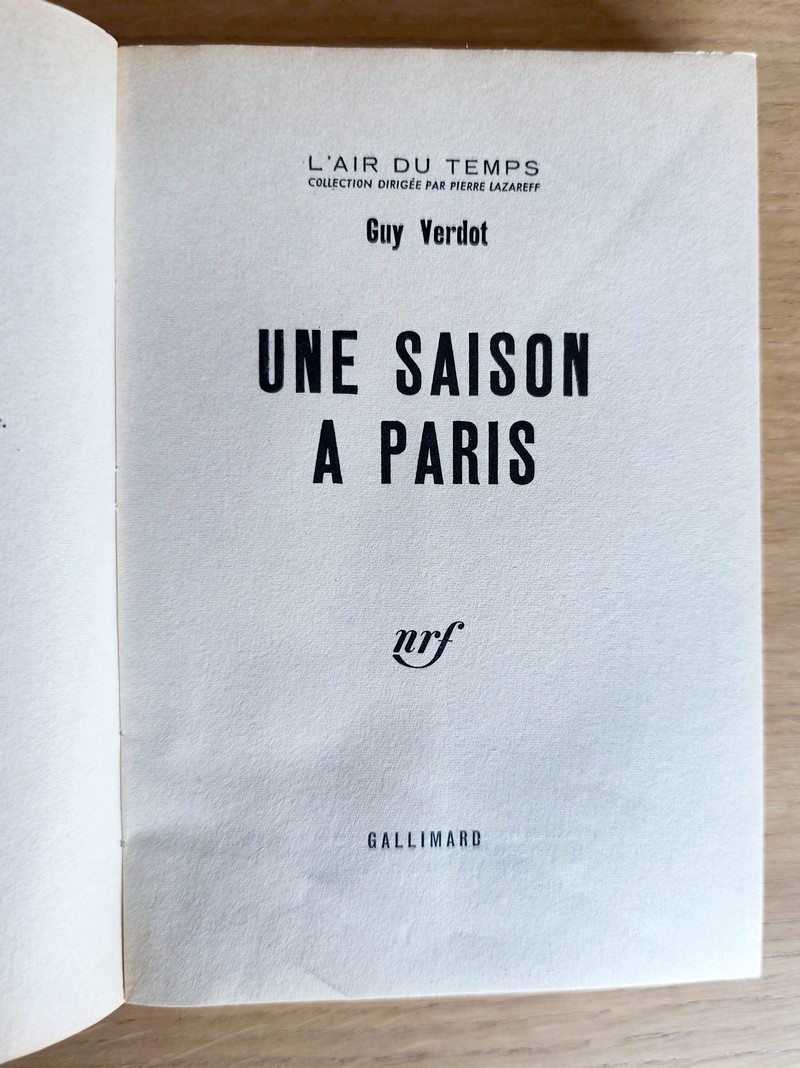 L'AIR DU TEMPS
COLLECTION DIRIGÉE PAR PIERRE LAZAREFF
Guy Verdot
UNE SAISON
A PARIS
nrf
GALLIMARD